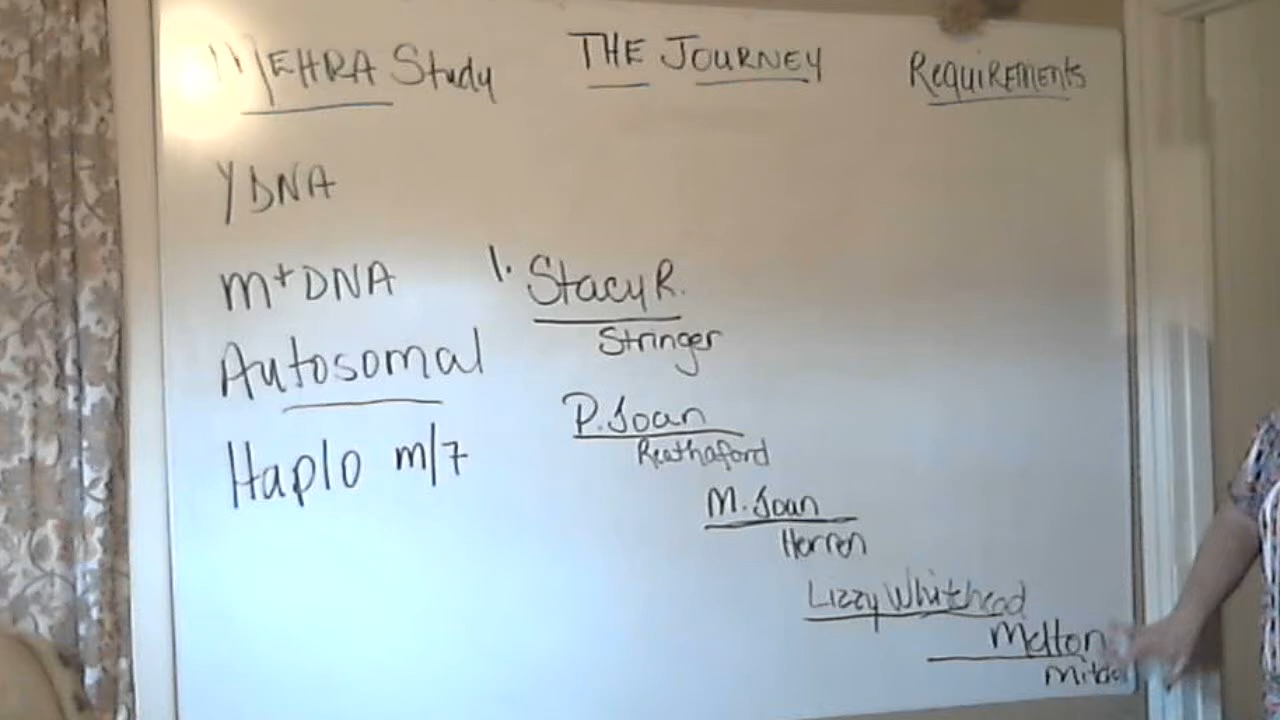 MEHRA Study
THE JOURNEY
Requirements
YDNA
mtDNA
Autosomal
Haplo m/7
1. Stacy R.
Stringer
P. Joan
Reethaford
M. Joan
Herren
Lizzy Whitehead
Melton